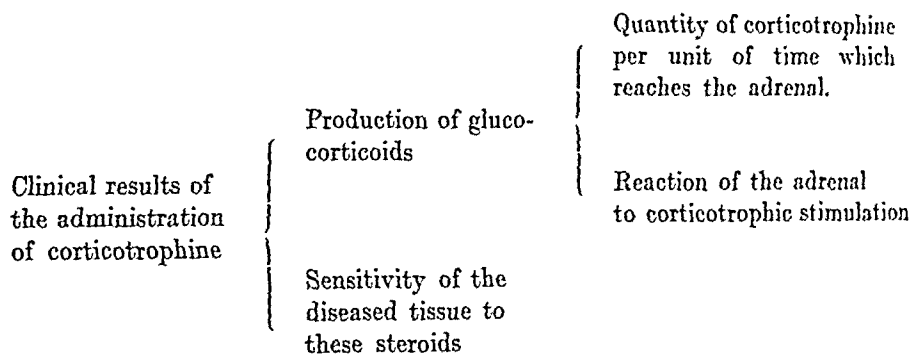 Clinical results of
the administration
of corticotrophine
Production of gluco-
corticoids
Sensitivity of the
diseased tissue to
these steroids
Quantity of corticotrophine
per unit of time which
reaches the adrenal.
Reaction of the adrenal
to corticotrophic stimulation